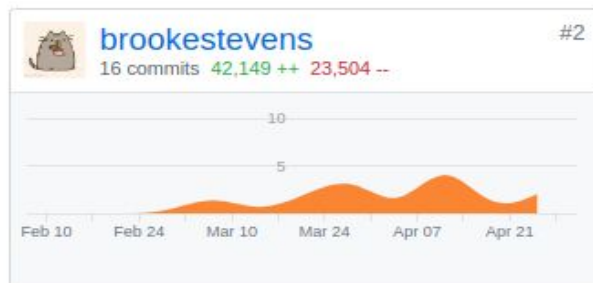 brookestevens
#2
16 commits 42,149 ++ 23,504 --
10
5
Feb 10 Feb 24 Mar 10 Mar 24 Apr 07 Apr 21